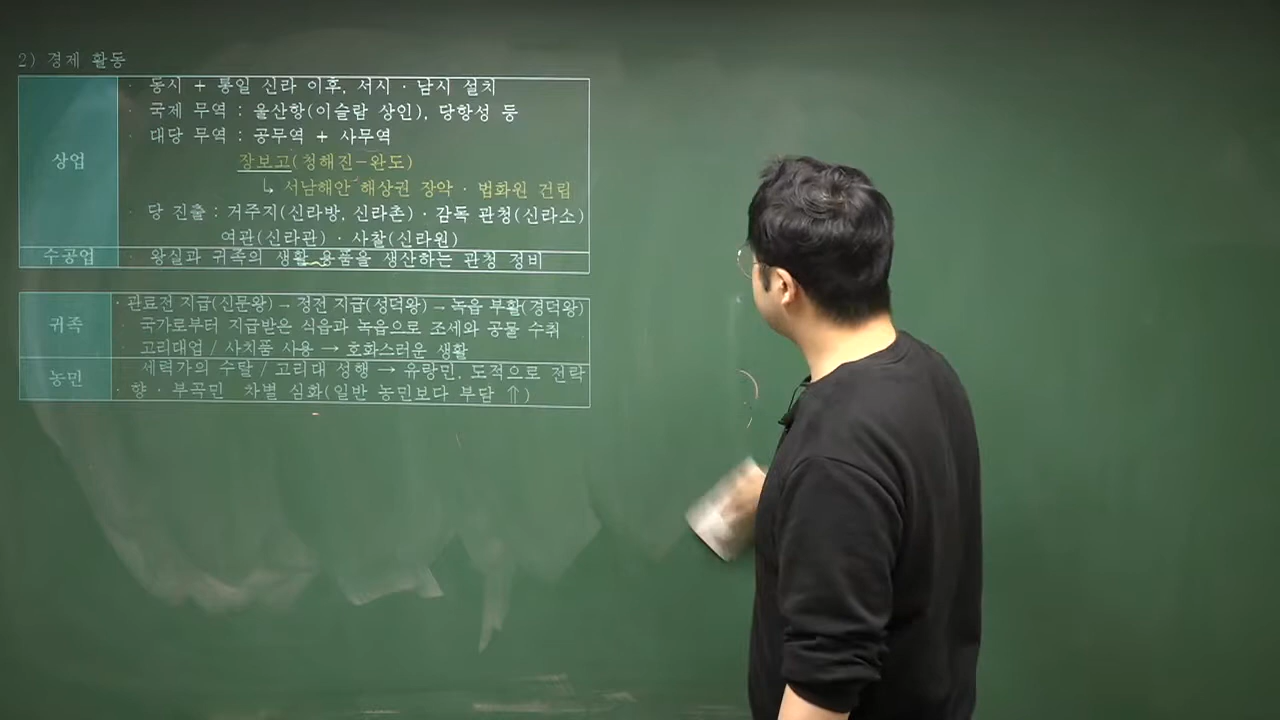 2) 경제 활동
상업
· 동시 + 통일 신라 이후, 서시 · 남시 설치
· 국제 무역 : 울산항(이슬람 상인), 당항성 등
· 대당 무역 : 공무역 + 사무역
장보고(청해진-완도)
↳ 서남해안 해상권 장악 · 법화원 건립
· 당 진출 : 거주지(신라방, 신라촌) · 감독 관청(신라소)
여관(신라관) · 사찰(신라원)
수공업
· 왕실과 귀족의 생활 용품을 생산하는 관청 정비
귀족
· 관료전 지급(신문왕) → 정전 지급(성덕왕) → 녹읍 부활(경덕왕)
· 국가로부터 지급받은 식읍과 녹읍으로 조세와 공물 수취
· 고리대업 / 사치품 사용 → 호화스러운 생활
농민
· 세력가의 수탈 / 고리대 성행 → 유랑민, 도적으로 전락
· 향 · 부곡민 차별 심화(일반 농민보다 부담 ⇑)